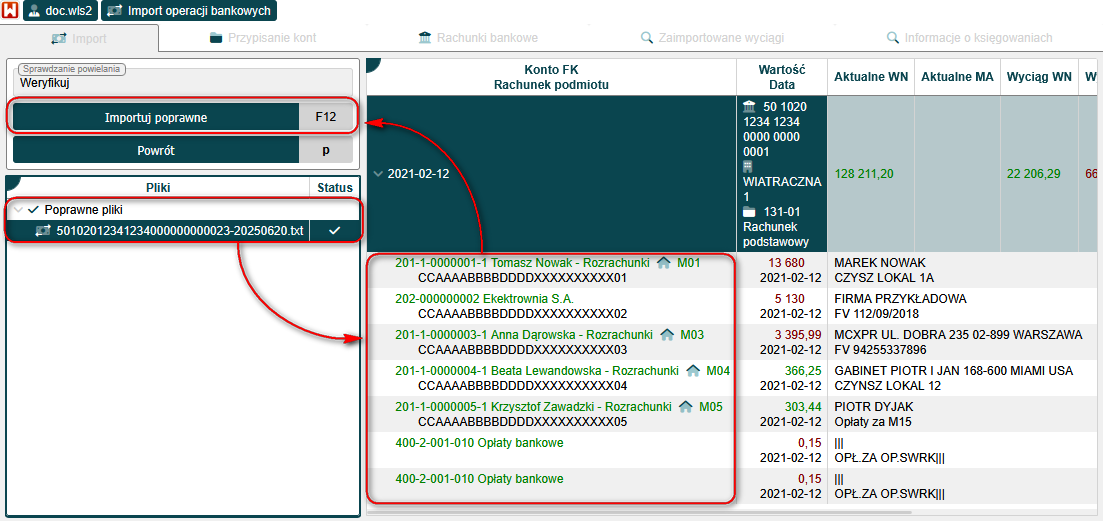 doc.wls2
Import operacji bankowych
Import
Przypisanie kont
Rachunki bankowe
Zaimportowane wyciągi
Informacje o księgowaniach
Sprawdzanie powielania
Weryfikuj
Importuj poprawne F12
Powrót p
Pliki Status
Poprawne pliki
50102012341234000000000023-20250620.txt
Konto FK
Rachunek podmiotu
Wartość
Data
Aktualne WN
Aktualne MA
Wyciąg WN
W
2021-02-12
50 1020
1234 1234
0000 0000
0001
WIATRACZNA
1
131-01
Rachunek
podstawowy
128 211,20
22 206,29
66
201-1-0000001-1 Tomasz Nowak - Rozrachunki M01 13 680 MAREK NOWAK
CCAAAABBBBDDDDXXXXXXXXXX01 2021-02-12 CZYSZ LOKAL 1A
202-000000002 Ekektrownia S.A. 5 130 FIRMA PRZYKŁADOWA
CCAAAABBBBDDDDXXXXXXXXXX02 2021-02-12 FV 112/09/2018
201-1-0000003-1 Anna Dąrowska - Rozrachunki M03 3 395,99 MCXPR UL. DOBRA 235 02-899 WARSZAWA
CCAAAABBBBDDDDXXXXXXXXXX03 2021-02-12 FV 94255337896
201-1-0000004-1 Beata Lewandowska - Rozrachunki M04 366,25 GABINET PIOTR I JAN 168-600 MIAMI USA
CCAAAABBBBDDDDXXXXXXXXXX04 2021-02-12 CZYNSZ LOKAL 12
201-1-0000005-1 Krzysztof Zawadzki - Rozrachunki M05 303,44 PIOTR DYJAK
CCAAAABBBBDDDDXXXXXXXXXX05 2021-02-12 Opłaty za M15
400-2-001-010 Opłaty bankowe 0,15 |||
2021-02-12 OPŁ.ZA OP.SWRK|||
400-2-001-010 Opłaty bankowe 0,15 |||
2021-02-12 OPŁ.ZA OP.SWRK|||